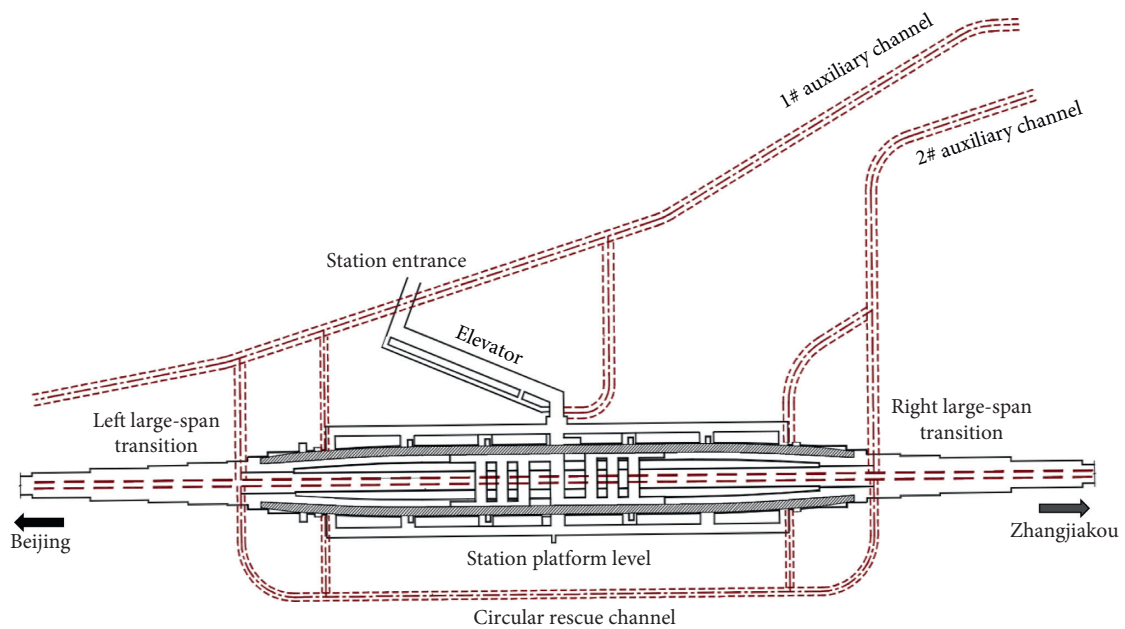 1# auxiliary channel
2# auxiliary channel
Station entrance
Elevator
Left large-span
transition
Right large-span
transition
Beijing
Zhangjiakou
Station platform level
Circular rescue channel